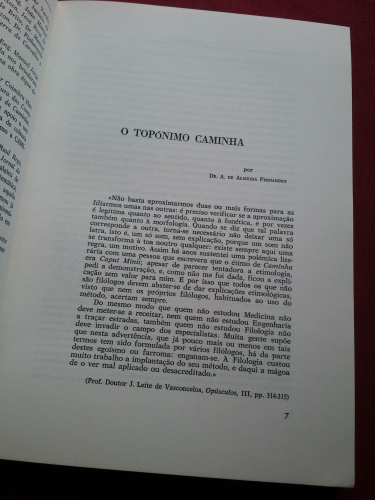 O TOPÓNIMO CAMINHA
por
DR. A. DE ALMEIDA FERNANDES
«Não basta aproximarmos duas ou mais formas para as
filiarmos umas nas outras: é preciso verificar se a aproximação
é legítima quanto ao sentido, quanto à fonética, e por vezes
também quanto à morfologia. Quando se diz que tal palavra
corresponde a outra, torna-se necessário não deixar uma só
letra, isto é, um só som, sem explicação, porque um som não
se transforma à toa noutro qualquer: existe sempre aqui uma
regra, um motivo. Assim há anos sustentei uma polémica lite-
rária com uma pessoa que escrevera que o étimo de Caminha
era Caput Minii; apesar de parecer tentadora a etimologia,
pedi a demonstração, e, como me foi dada, ficou a expli-
cação sem valor para mim. E por isso que todos os que não
são filólogos devem abster-se de dar explicações etimológicas,
visto que nem os próprios filólogos, habituados ao uso do
método, acertam sempre.
Do mesmo modo que quem não estudou Medicina não
deve meter-se a receitar, nem quem não estudou Engenharia
a traçar estradas, também quem não estudou Filologia não
deve invadir o campo dos especialistas. Muita gente supõe
que nesta advertência, que já pouco mais ou menos em tais
termos tem sido formulada por vários filólogos, há da parte
destes egoísmo ou farroma: enganam-se. A Filologia custou
muito trabalho a implantação do seu método, e daqui a mágoa
de o ver mal aplicado ou desacreditado.»
(Prof. Doutor J. Leite de Vasconcelos, Opúsculos, III, pp. 314-315)
7